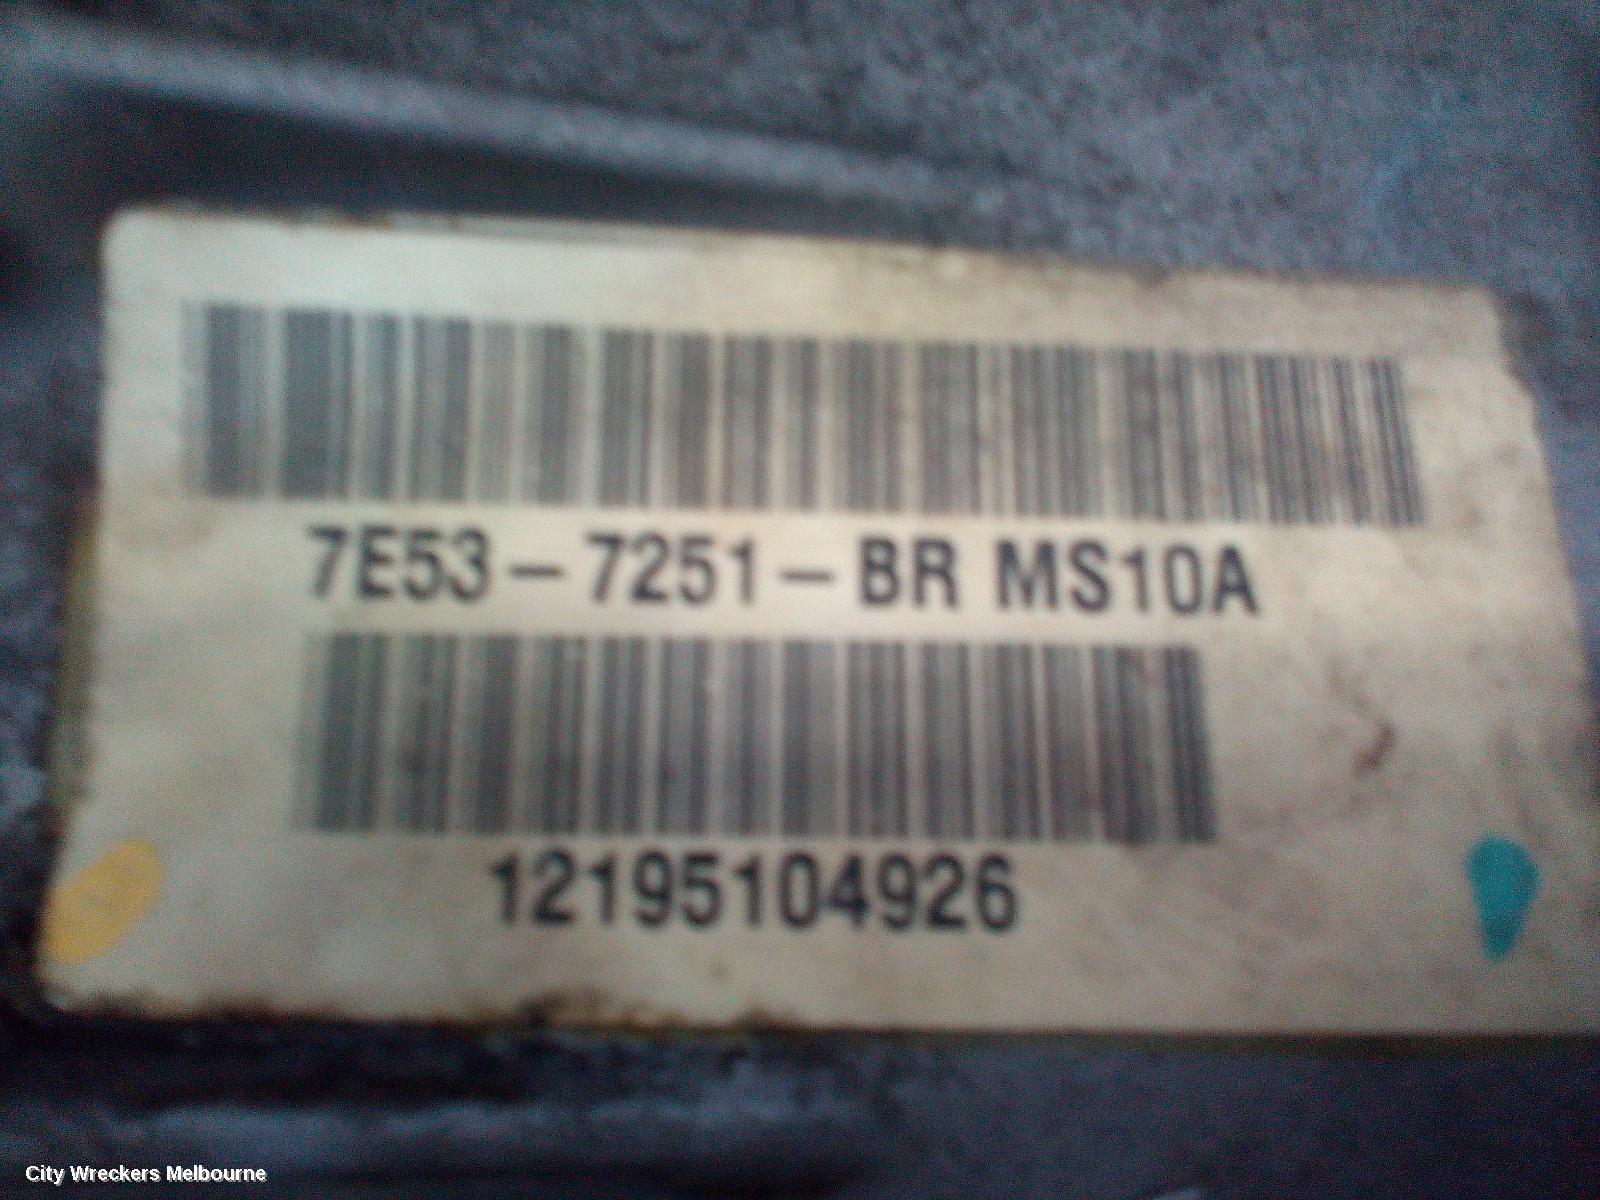 7E53-7251-BR MS10A
12195104926
City Wreckers Melbourne